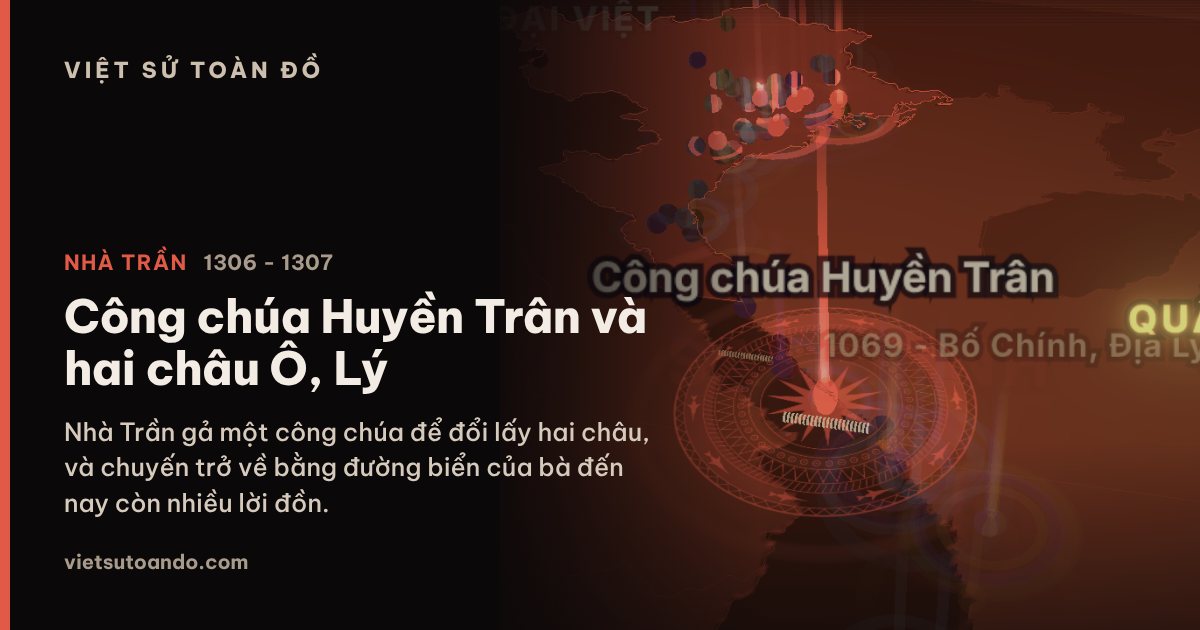 ĐẠI VIỆT
VIỆT SỬ TOÀN ĐỒ
NHÀ TRẦN 1306 - 1307
Công chúa Huyền Trân và
hai châu Ô, Lý
Nhà Trần gả một công chúa để đổi lấy hai châu,
và chuyến trở về bằng đường biển của bà đến
nay còn nhiều lời đồn.
vietsutoando.com
Công chúa Huyền Trân
1069 - Bố Chính, Địa Lý